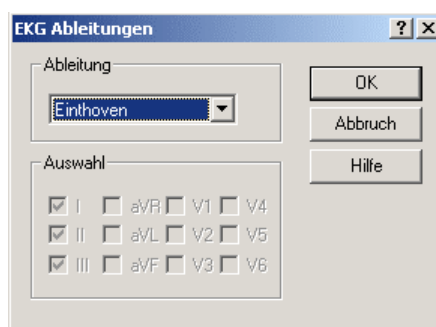 EKG Ableitungen
Ableitung
Einthoven
OK
Abbruch
Hilfe
Auswahl
I aVR V1 V4
II aVL V2 V5
III aVF V3 V6